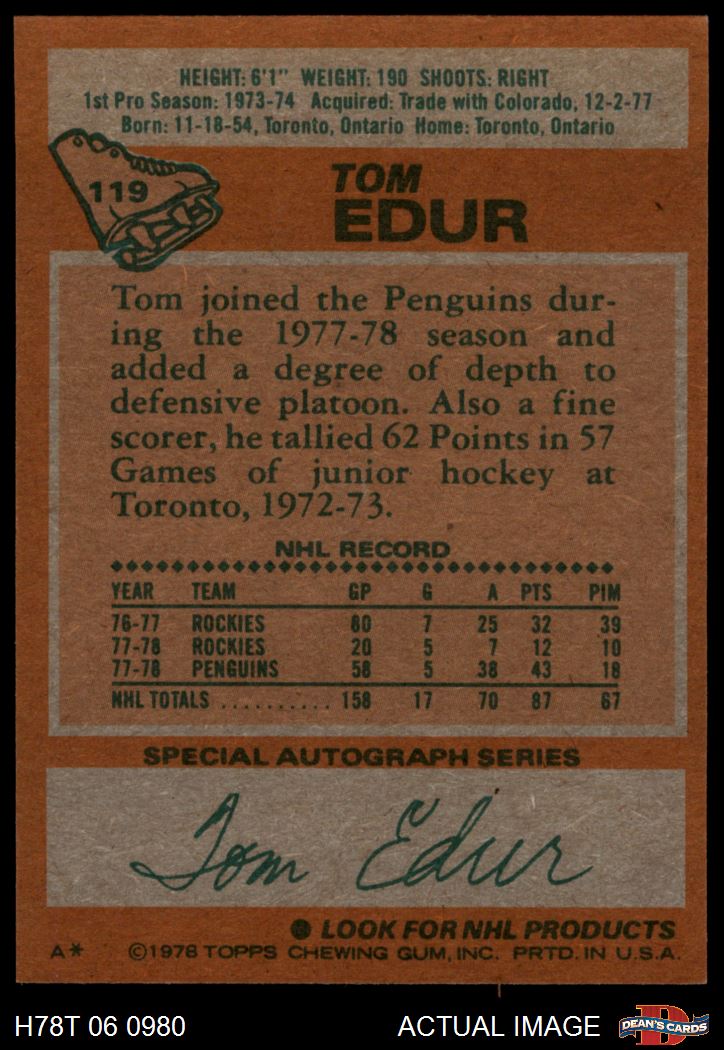 HEIGHT: 6'1" WEIGHT: 190 SHOOTS: RIGHT
1st Pro Season: 1973-74 Acquired: Trade with Colorado, 12-2-77
Born: 11-18-54, Toronto, Ontario Home: Toronto, Ontario
119
TOM
EDUR
Tom joined the Penguins dur-
ing the 1977-78 season and
added a degree of depth to
defensive platoon. Also a fine
scorer, he tallied 62 Points in 57
Games of junior hockey at
Toronto, 1972-73.
NHL RECORD
YEAR TEAM GP G A PTS PIM
76-77 ROCKIES 80 7 25 32 39
77-78 ROCKIES 20 5 7 12 10
77-78 PENGUINS 58 5 38 43 18
NHL TOTALS .......... 158 17 70 87 67
SPECIAL AUTOGRAPH SERIES
Tom Edur
LOOK FOR NHL PRODUCTS
A* ©1978 TOPPS CHEWING GUM, INC. PRTD. IN U.S.A.
H78T 06 0980 ACTUAL IMAGE D DEAN'S CARDS